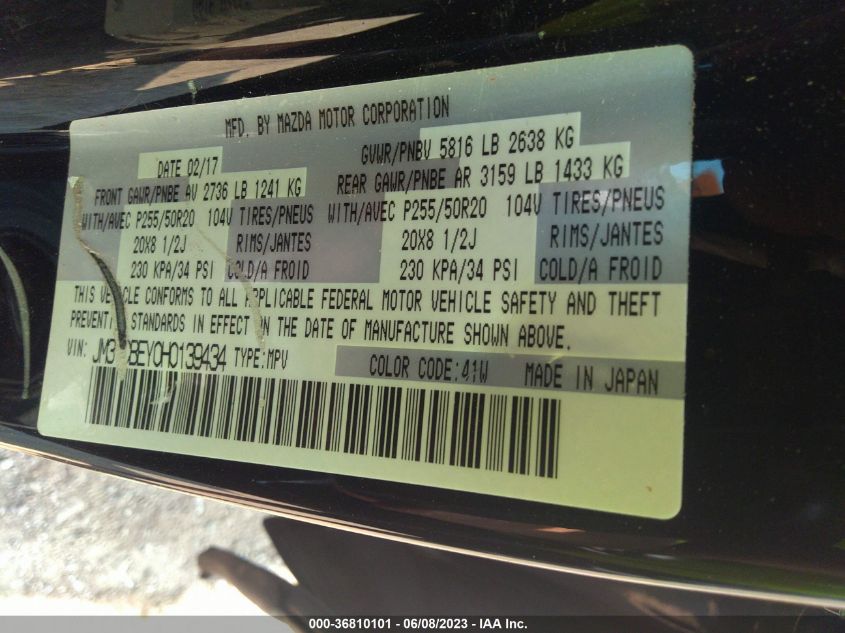 MFD. BY MAZDA MOTOR CORPORATION
DATE 02/17 GVWR/PNBV 5816 LB 2638 KG
FRONT GAWR/PNBE AV 2736 LB 1241 KG REAR GAWR/PNBE AR 3159 LB 1433 KG
WITH/AVEC P255/50R20 104V TIRES/PNEUS WITH/AVEC P255/50R20 104V TIRES/PNEUS
20X8 1/2J RIMS/JANTES 20X8 1/2J RIMS/JANTES
230 KPA/34 PSI COLD/A FROID 230 KPA/34 PSI COLD/A FROID
THIS VEHICLE CONFORMS TO ALL APPLICABLE FEDERAL MOTOR VEHICLE SAFETY AND THEFT
PREVENTION STANDARDS IN EFFECT ON THE DATE OF MANUFACTURE SHOWN ABOVE.
VIN: TYPE:MPV COLOR CODE:41W MADE IN JAPAN
000-36810101 - 06/08/2023 - IAA Inc.